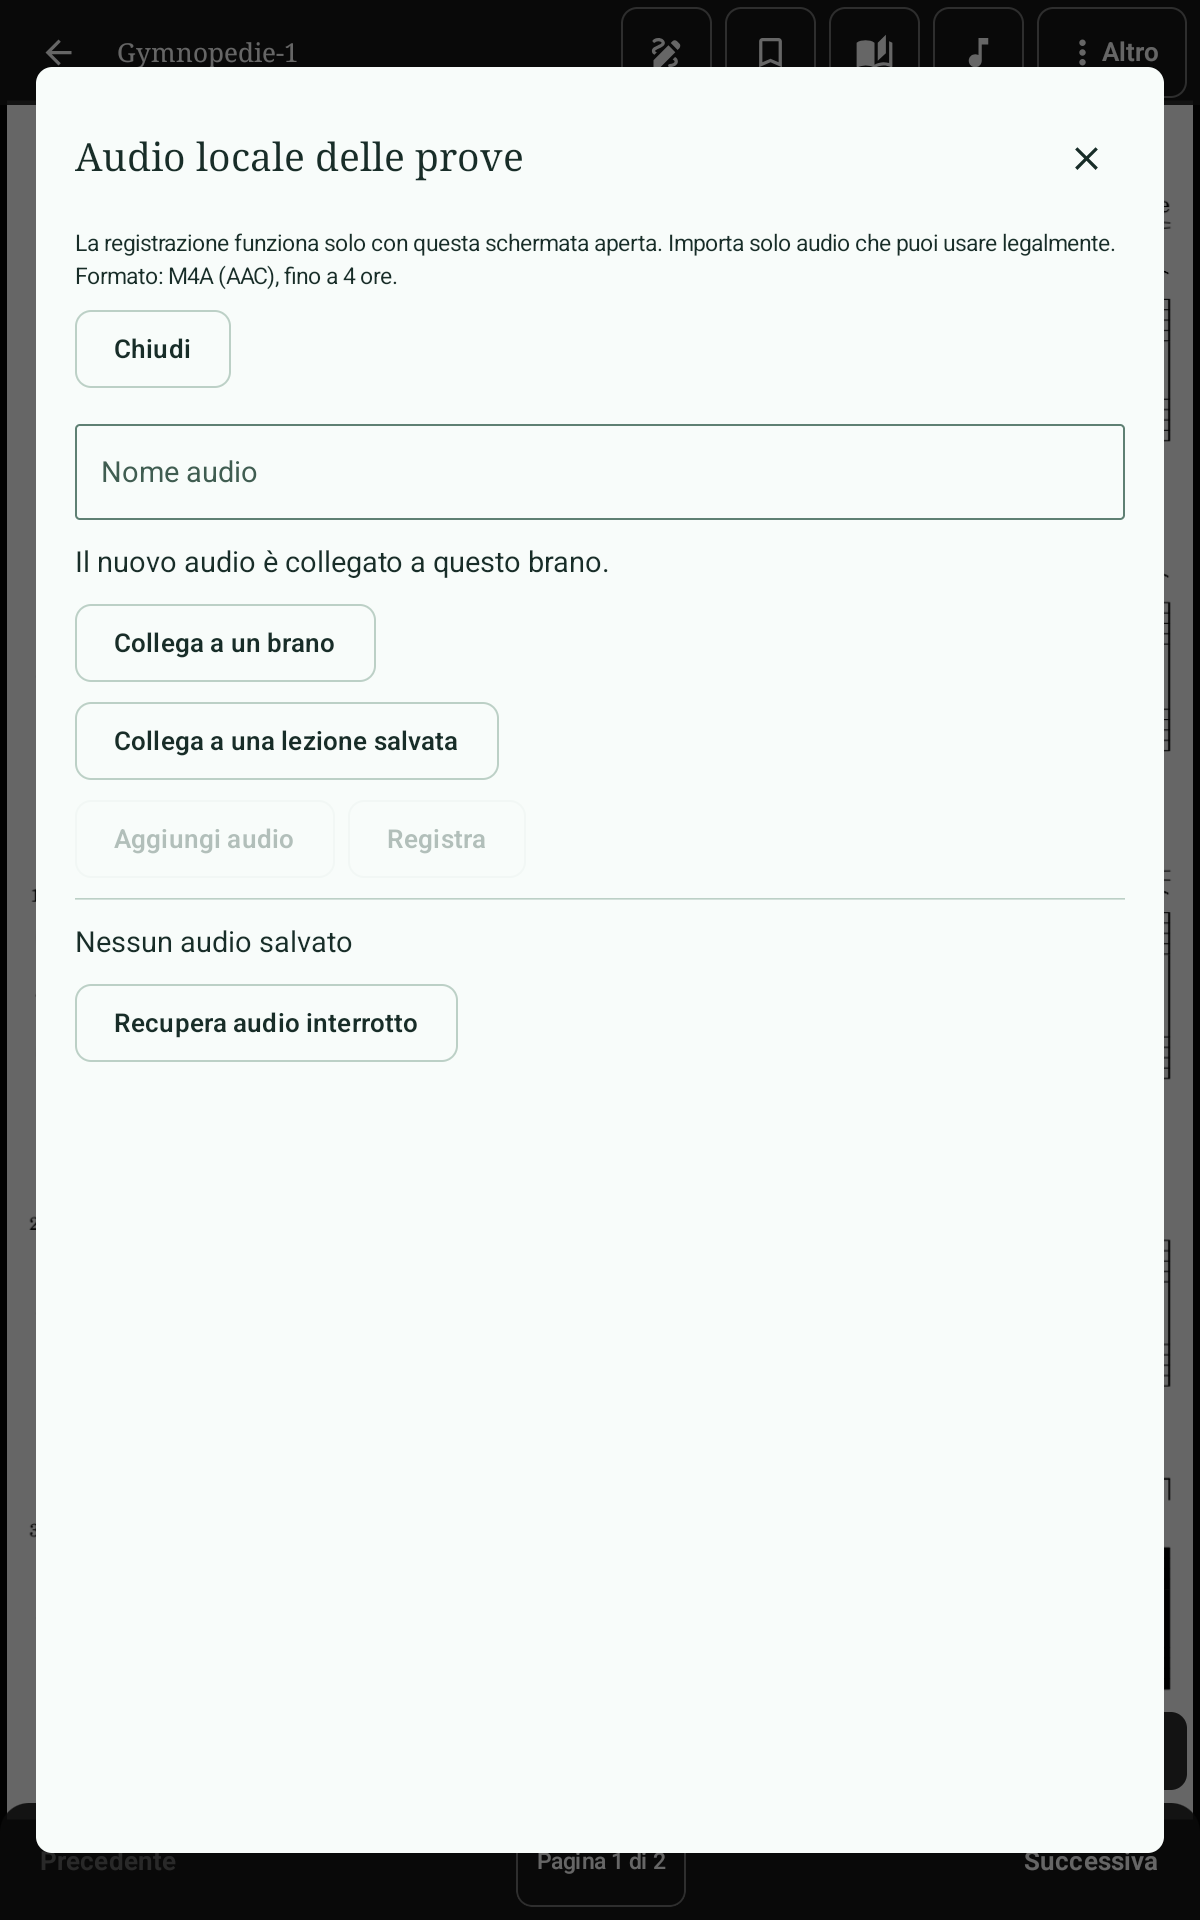 Gymnopedie-1
Altro
Audio locale delle prove
La registrazione funziona solo con questa schermata aperta. Importa solo audio che puoi usare legalmente.
Formato: M4A (AAC), fino a 4 ore.
Chiudi
Nome audio
Il nuovo audio è collegato a questo brano.
Collega a un brano
Collega a una lezione salvata
Aggiungi audio
Registra
Nessun audio salvato
Recupera audio interrotto
Precedente
Pagina 1 di 2
Successiva